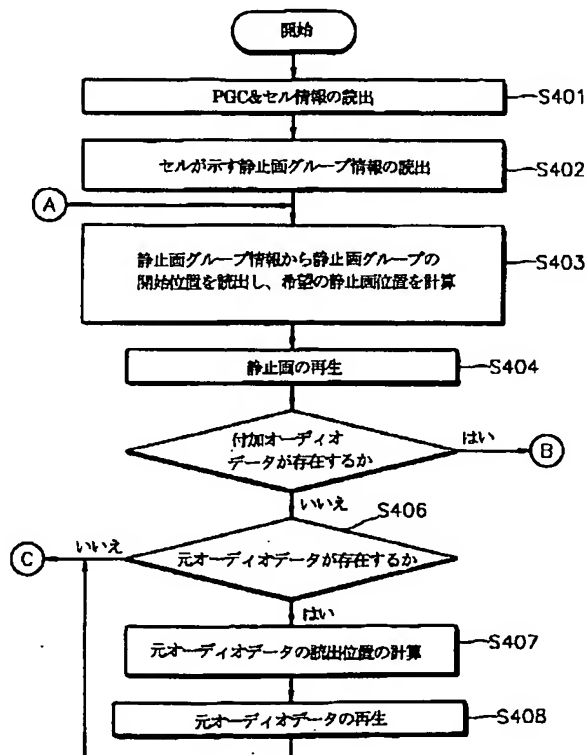 開始
PGC&セル情報の読出
S401
セルが示す静止画グループ情報の読出
S402
A
静止画グループ情報から静止画グループの
開始位置を読出し、希望の静止画位置を計算
S403
静止画の再生
S404
付加オーディオ
データが存在するか
はい
B
いいえ
S406
いいえ
C
元オーディオデータが存在するか
はい
元オーディオデータの読出位置の計算
S407
元オーディオデータの再生
S408